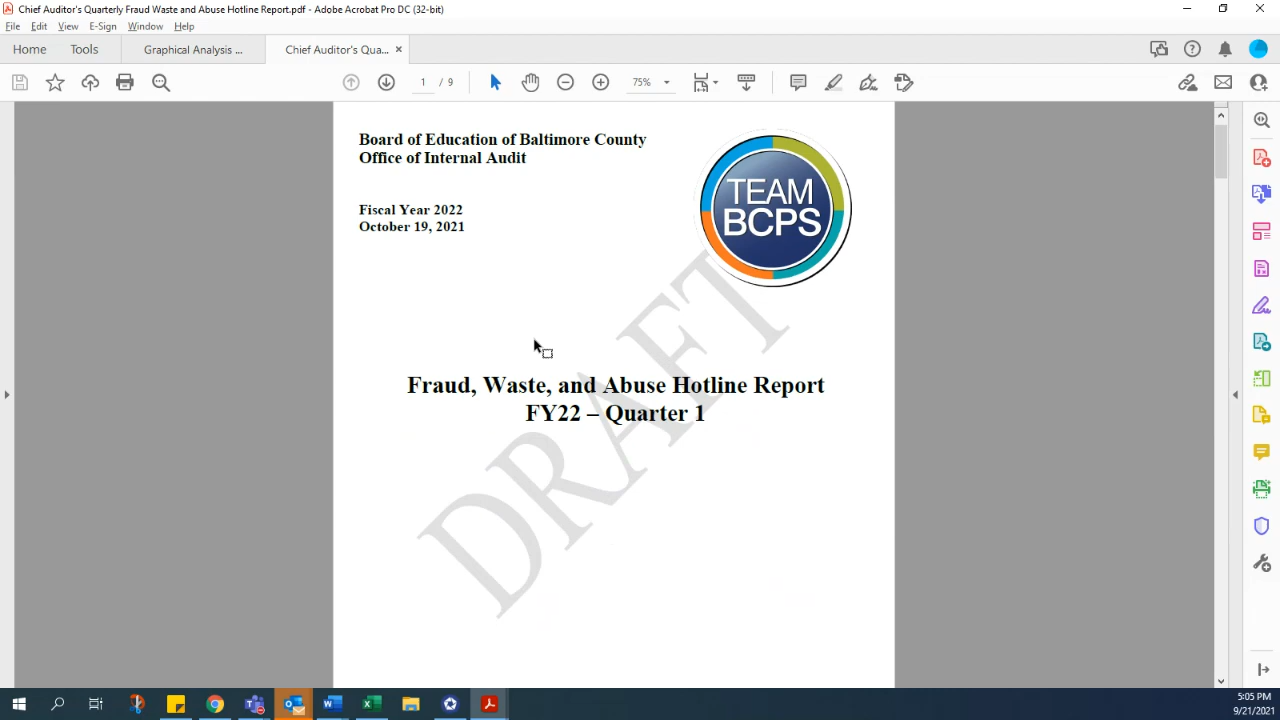 Chief Auditor's Quarterly Fraud Waste and Abuse Hotline Report.pdf - Adobe Acrobat Pro DC (32-bit)
File Edit View E-Sign Window Help
Home Tools Graphical Analysis ... Chief Auditor's Qua... ×
1 / 9 75%
Board of Education of Baltimore County
Office of Internal Audit
Fiscal Year 2022
October 19, 2021
TEAM
BCPS
DRAFT
Fraud, Waste, and Abuse Hotline Report
FY22 – Quarter 1
5:05 PM
9/21/2021